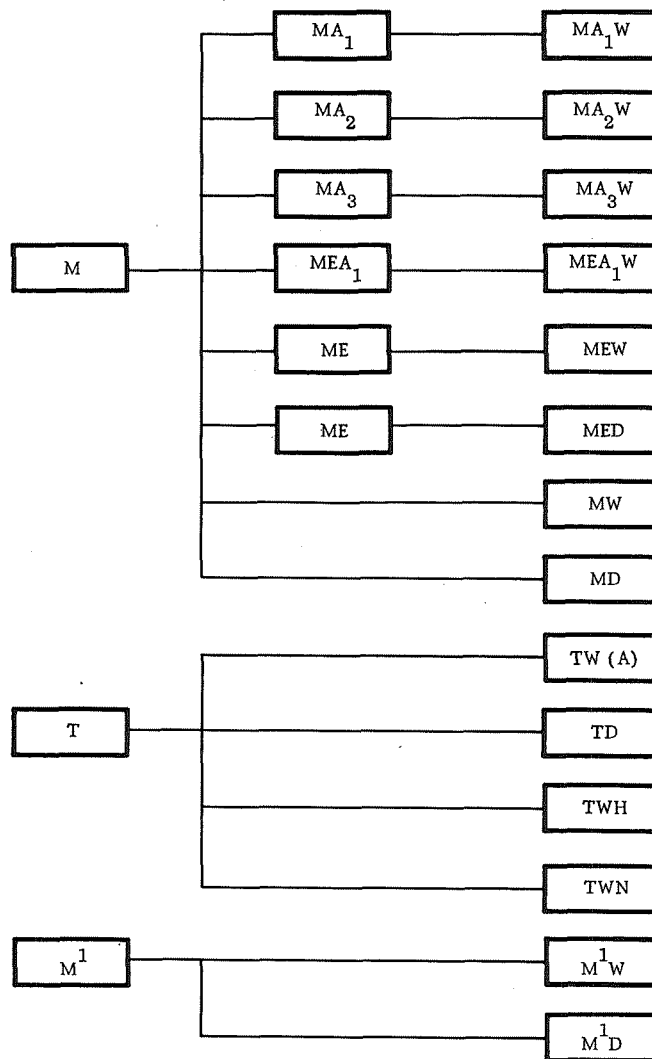 MA₁ MA₁W
MA₂ MA₂W
MA₃ MA₃W
M MEA₁ MEA₁W
ME MEW
ME MED
MW
MD
TW (A)
T TD
TWH
TWN
M¹ M¹W
M¹D